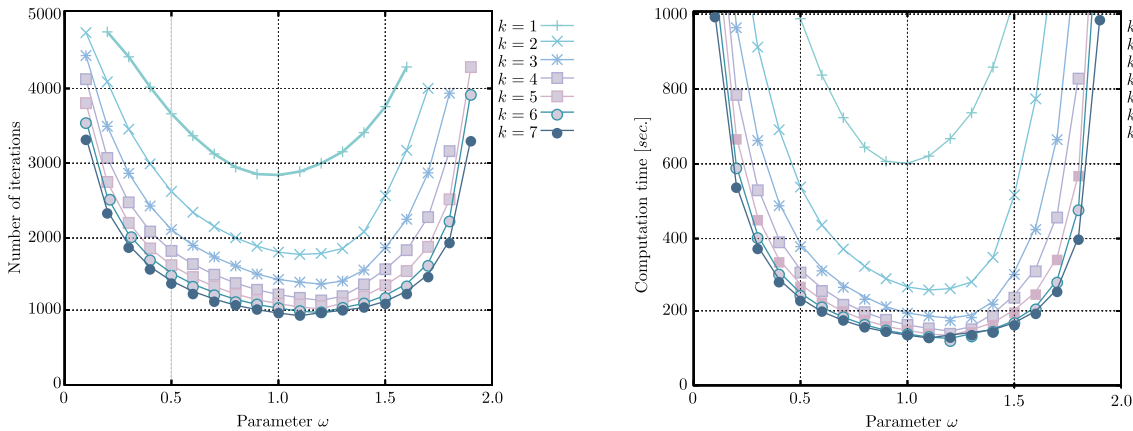 5000
4000
3000
2000
1000
0
0
0.5
1.0
1.5
2.0
Number of iterations
Parameter ω
k = 1
k = 2
k = 3
k = 4
k = 5
k = 6
k = 7
1000
800
600
400
200
0
0
0.5
1.0
1.5
2.0
Computation time [sec.]
Parameter ω
k
k
k
k
k
k
k